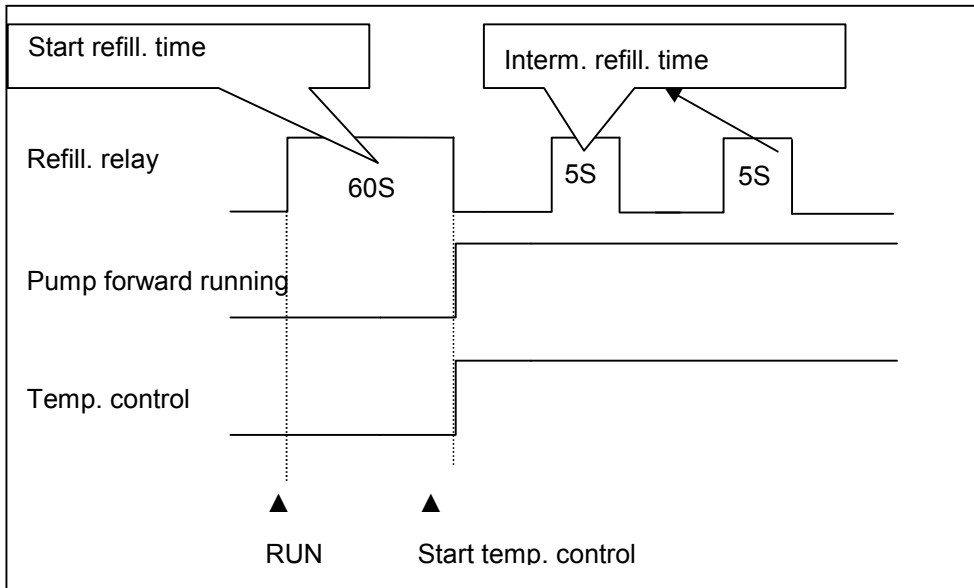 Start refill. time
Interm. refill. time
Refill. relay
60S
5S
5S
Pump forward running
Temp. control
▲ ▲
RUN
Start temp. control